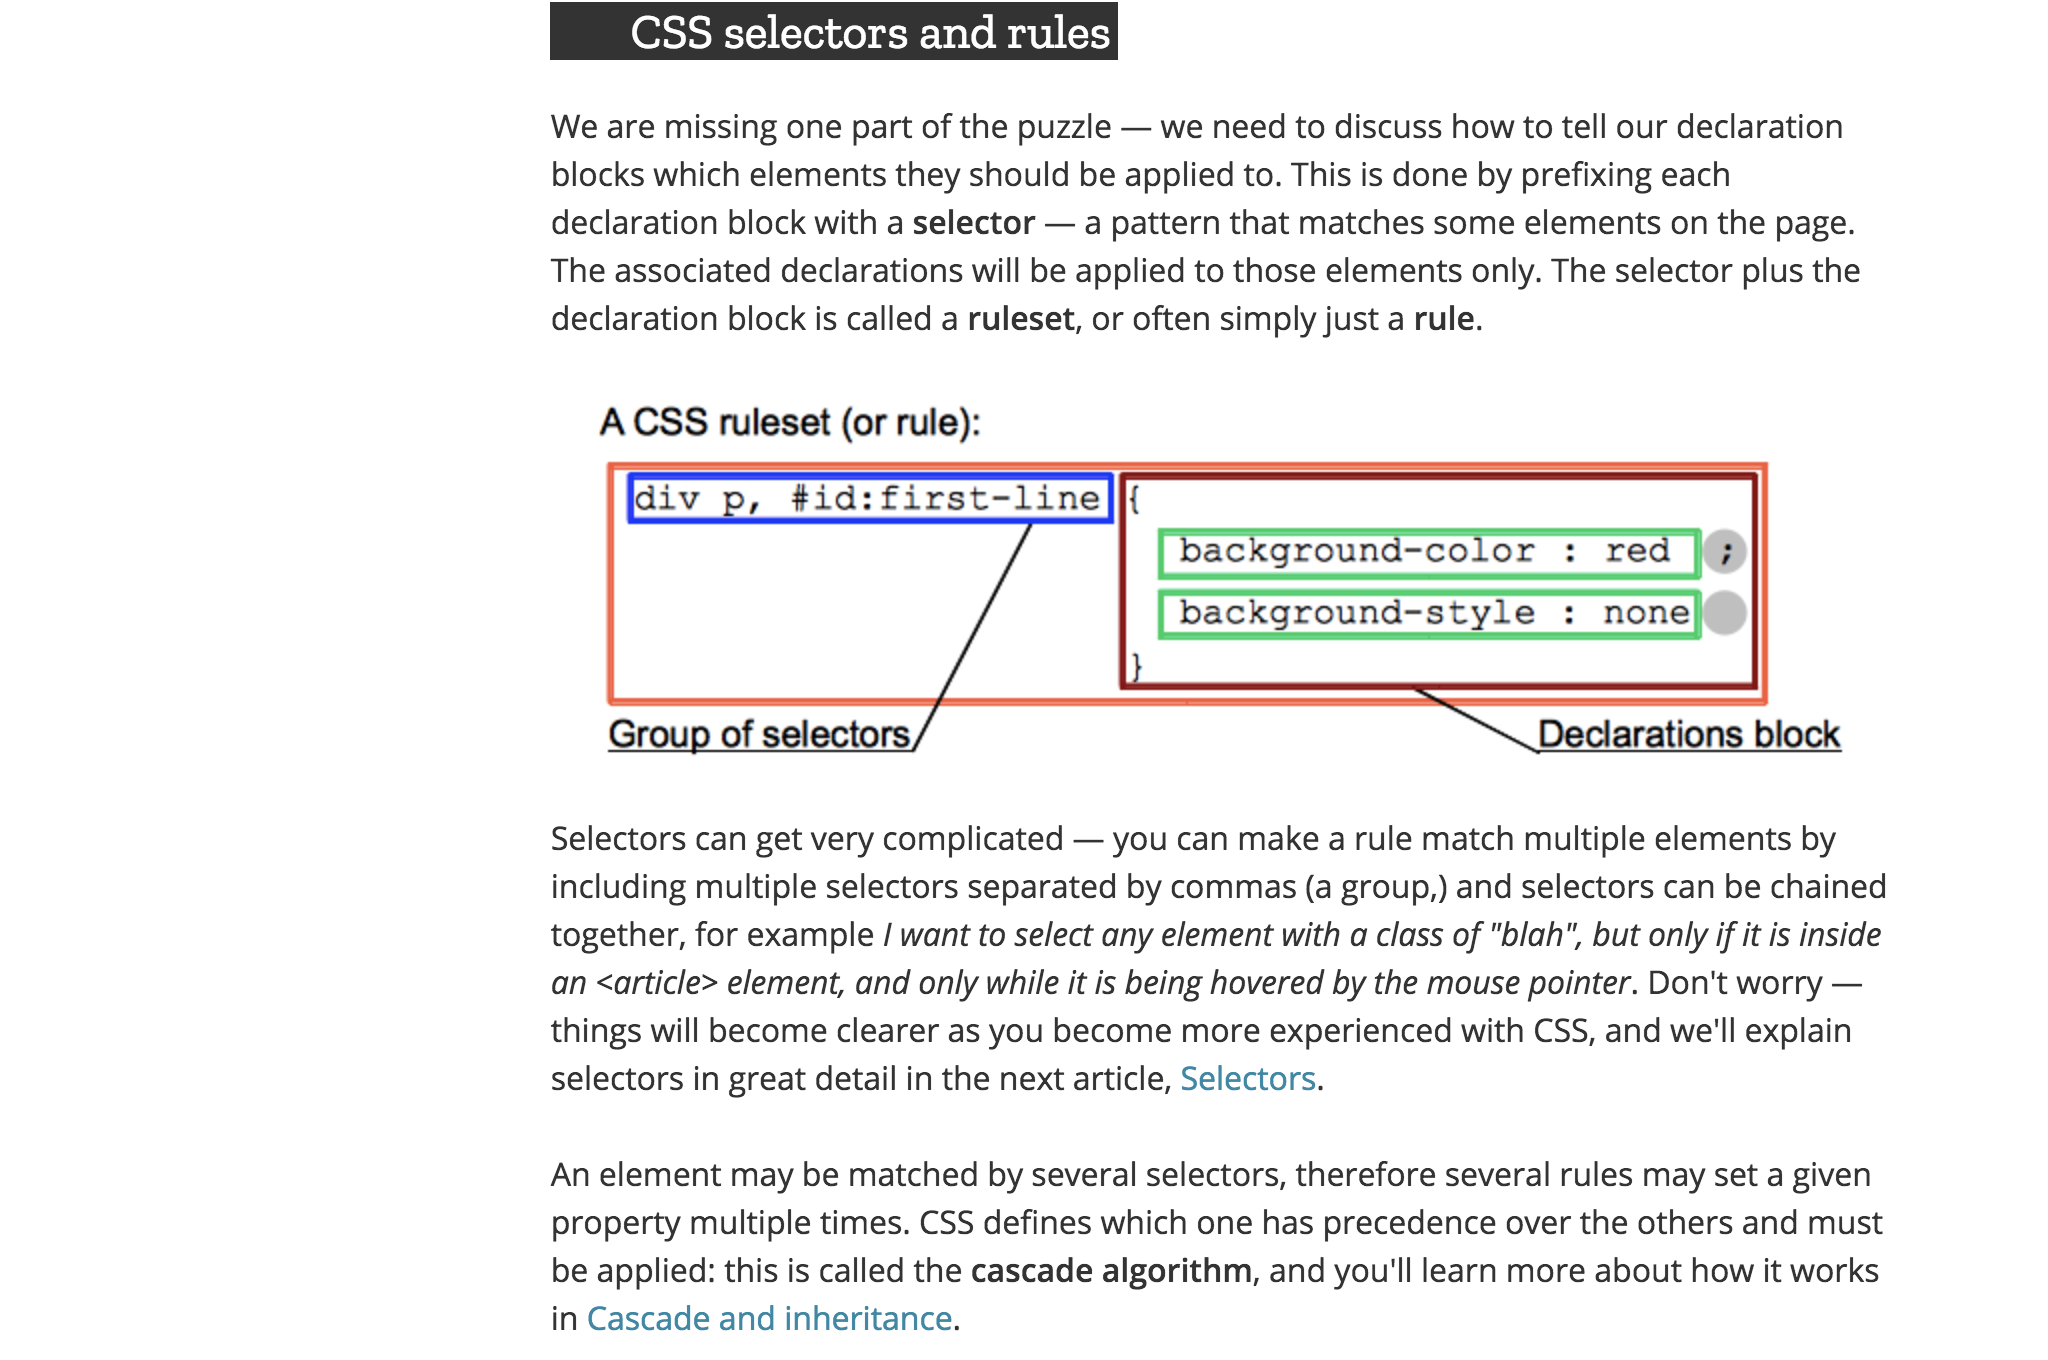 CSS selectors and rules
We are missing one part of the puzzle — we need to discuss how to tell our declaration
blocks which elements they should be applied to. This is done by prefixing each
declaration block with a selector — a pattern that matches some elements on the page.
The associated declarations will be applied to those elements only. The selector plus the
declaration block is called a ruleset, or often simply just a rule.
A CSS ruleset (or rule):
div p, #id:first-line {
background-color : red ;
background-style : none
}
Group of selectors
Declarations block
Selectors can get very complicated — you can make a rule match multiple elements by
including multiple selectors separated by commas (a group,) and selectors can be chained
together, for example I want to select any element with a class of "blah", but only if it is inside
an <article> element, and only while it is being hovered by the mouse pointer. Don't worry —
things will become clearer as you become more experienced with CSS, and we'll explain
selectors in great detail in the next article, Selectors.
An element may be matched by several selectors, therefore several rules may set a given
property multiple times. CSS defines which one has precedence over the others and must
be applied: this is called the cascade algorithm, and you'll learn more about how it works
in Cascade and inheritance.